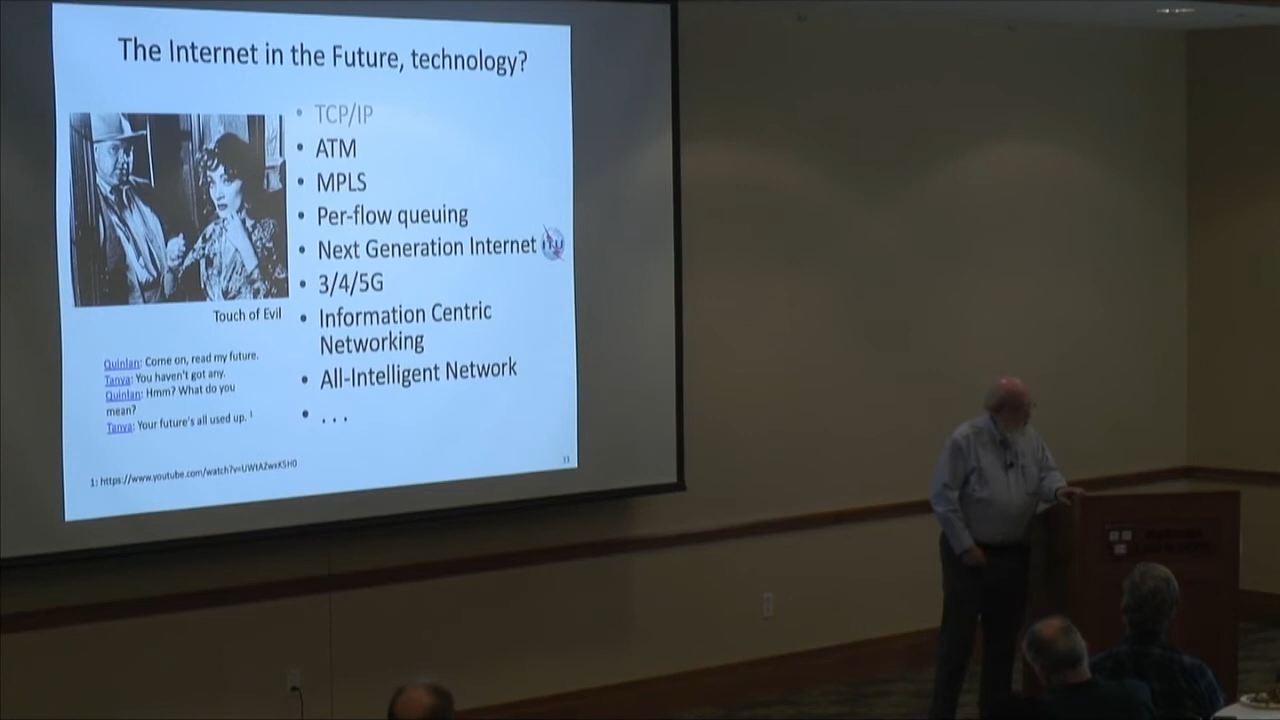 The Internet in the Future, technology?
• TCP/IP
• ATM
• MPLS
• Per-flow queuing
• Next Generation Internet
ITU
• 3/4/5G
• Information Centric
Networking
• All-Intelligent Network
• . . .
Touch of Evil
Quinlan: Come on, read my future.
Tanya: You haven't got any.
Quinlan: Hmm? What do you
mean?
Tanya: Your future's all used up. 1
11